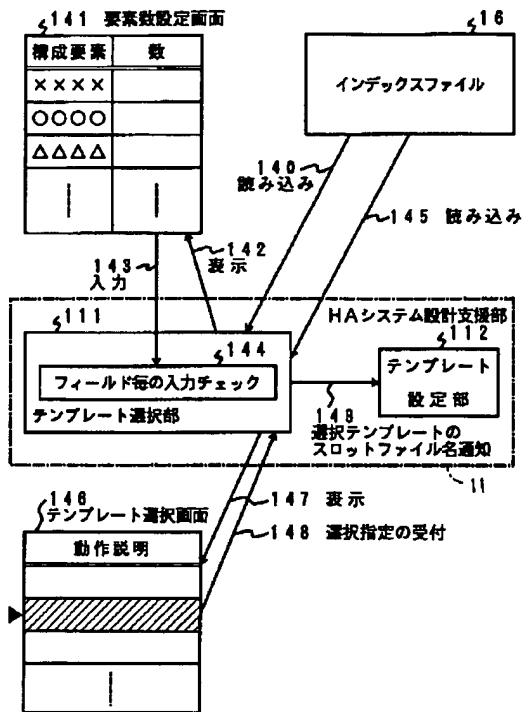 141 要素数設定画面
構成要素 数
××××
○○○○
△△△△
16
インデックスファイル
140
読み込み
145 読み込み
142
表示
143
入力
HAシステム設計支援部
111
144
フィールド毎の入力チェック
テンプレート選択部
112
テンプレート
設定部
149
選択テンプレートの
スロットファイル名通知
11
146
テンプレート選択画面
147 表示
148 選択指定の受付
動作説明